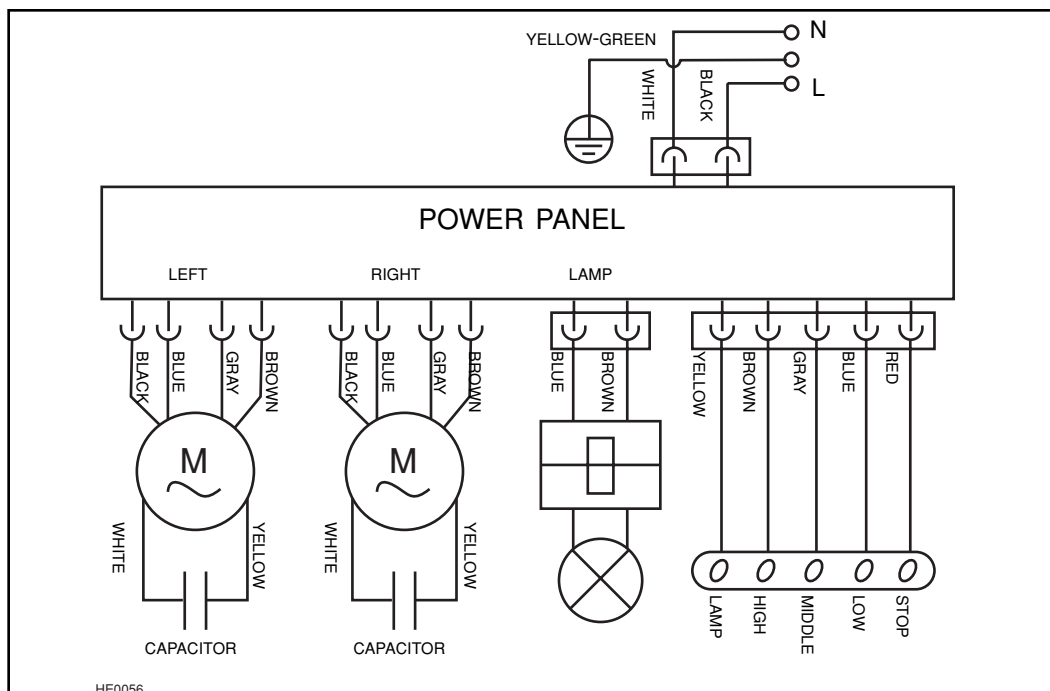 YELLOW-GREEN
N
L
WHITE
BLACK
POWER PANEL
LEFT
RIGHT
LAMP
BLACK
BLUE
GRAY
BROWN
BLACK
BLUE
GRAY
BROWN
BLUE
BROWN
YELLOW
BROWN
GRAY
BLUE
RED
M
M
WHITE
YELLOW
WHITE
YELLOW
LAMP
HIGH
MIDDLE
LOW
STOP
CAPACITOR
CAPACITOR
HE0056